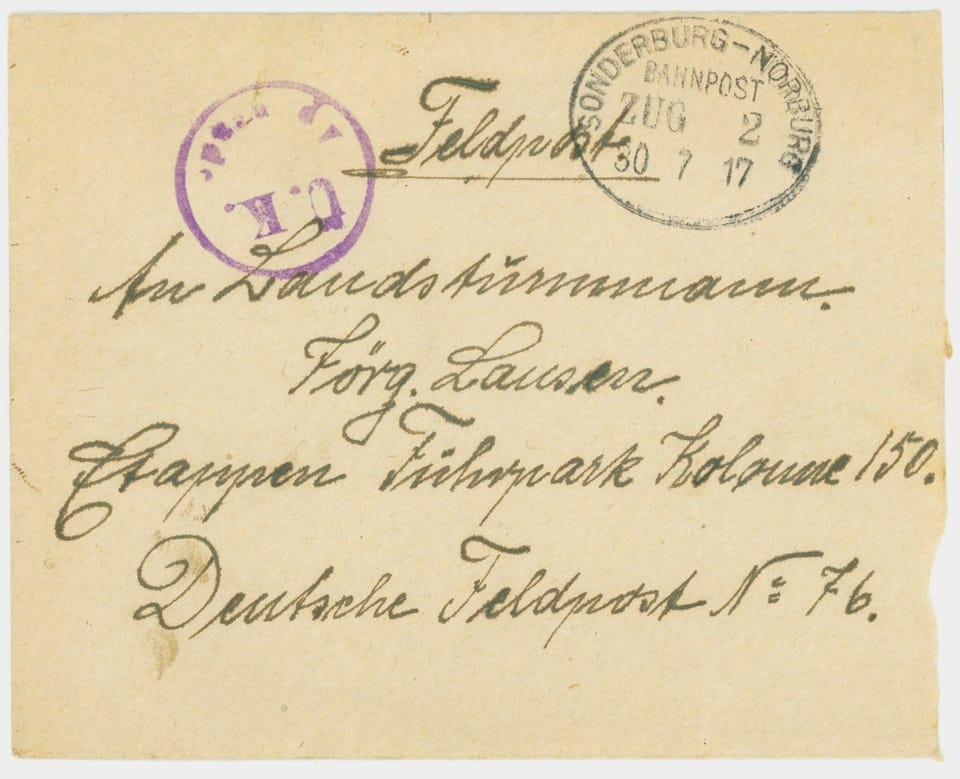 SONDERBURG-NORBURG
BAHNPOST
ZUG 2
30 7 17
U.K.
Feldpost
An Landsturmmann.
Jörg. Lausen.
Etappen Fuhrpark Kolonne 150.
Deutsche Feldpost No 76.